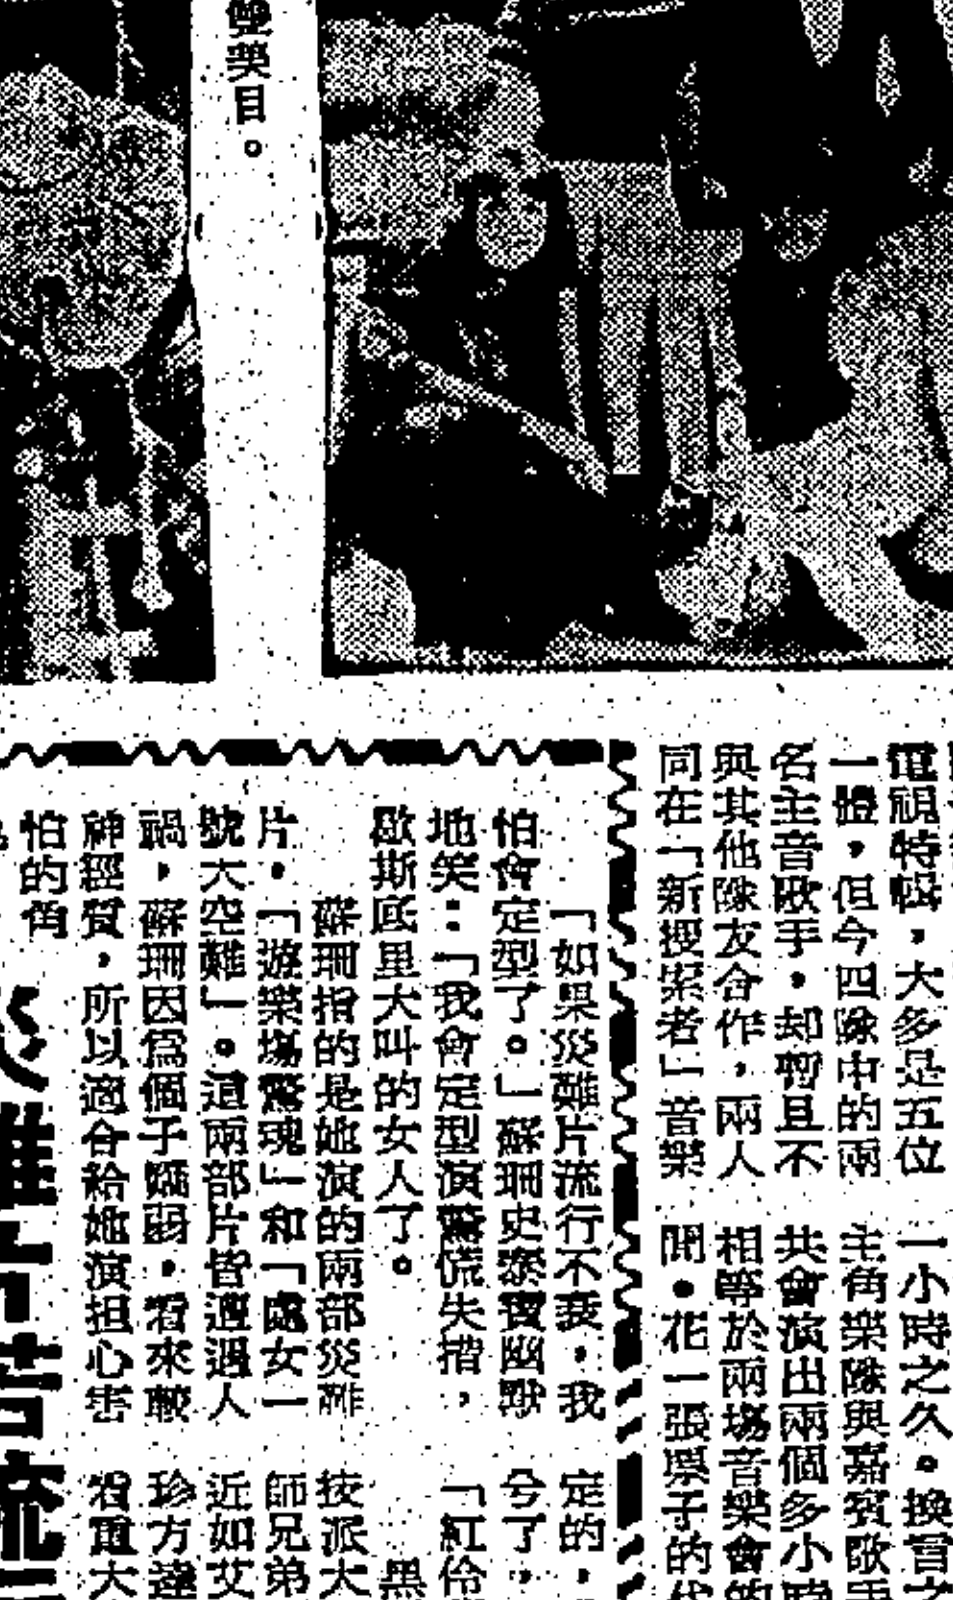 英目。
電視特輯，大多是五位
一體，但今四隊中的兩
名主音歌手，却暫且不
與其他隊友合作，兩人
同在「新搜索者」音樂
一小時之久。換言之
主角樂隊與嘉賓歌手
共會演出兩個多小時
相等於兩場音樂會的
間。花一張票子的代
「如果災難片流行不衰，我
怕會定型了。」蘇珊史泰寶幽默
地笑：「我會定型演驚慌失措，
歇斯底里大叫的女人了。
蘇珊指的是她演的兩部災難
片，「遊樂場驚魂」和「處女一
號大空難」。這兩部片皆遭遇人
禍，蘇珊因爲個子嬌弱，看來較
神經質，所以適合給她演担心害
怕的角
定的，
今了，
「紅伶
黑
按派大
師兄弟
近如艾
珍方達
看電大